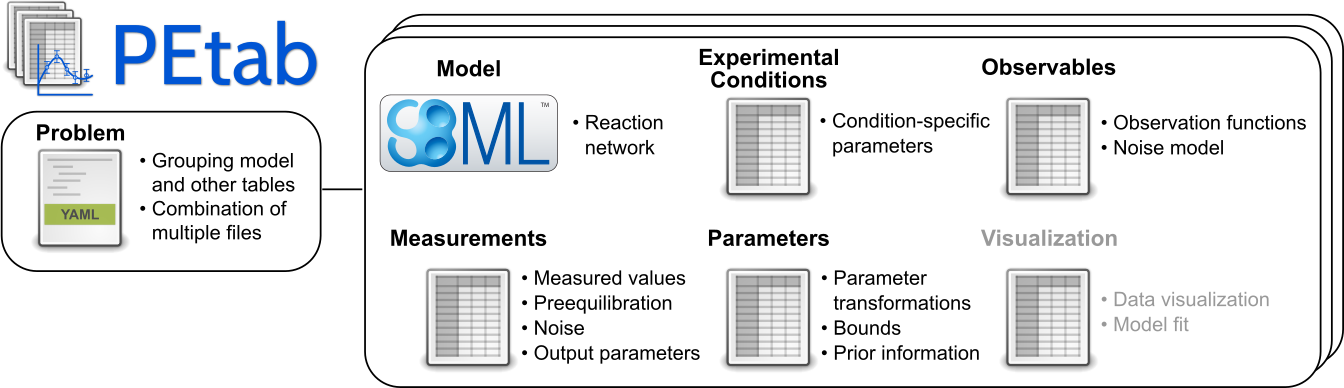 PEtab
Problem
YAML
• Grouping model
and other tables
• Combination of
multiple files
Model
SBML™
• Reaction
network
Experimental
Conditions
• Condition-specific
parameters
Observables
• Observation functions
• Noise model
Measurements
• Measured values
• Preequilibration
• Noise
• Output parameters
Parameters
• Parameter
transformations
• Bounds
• Prior information
Visualization
• Data visualization
• Model fit